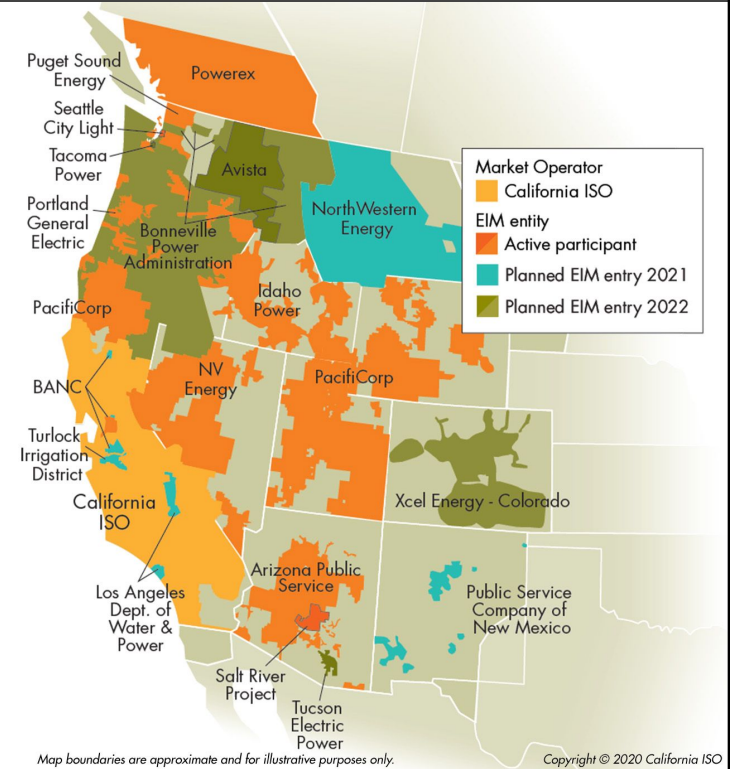 Puget Sound
Energy
Powerex
Seattle
City Light
Tacoma
Power
Avista
Portland
General
Electric
Bonneville
Power
Administration
NorthWestern
Energy
Market Operator
California ISO
EIM entity
Active participant
Planned EIM entry 2021
Planned EIM entry 2022
PacifiCorp
Idaho
Power
NV
Energy
PacifiCorp
BANC
Turlock
Irrigation
District
California
ISO
Xcel Energy - Colorado
Los Angeles
Dept. of
Water &
Power
Arizona Public
Service
Public Service
Company of
New Mexico
Salt River
Project
Tucson
Electric
Power
Map boundaries are approximate and for illustrative purposes only.
Copyright © 2020 California ISO